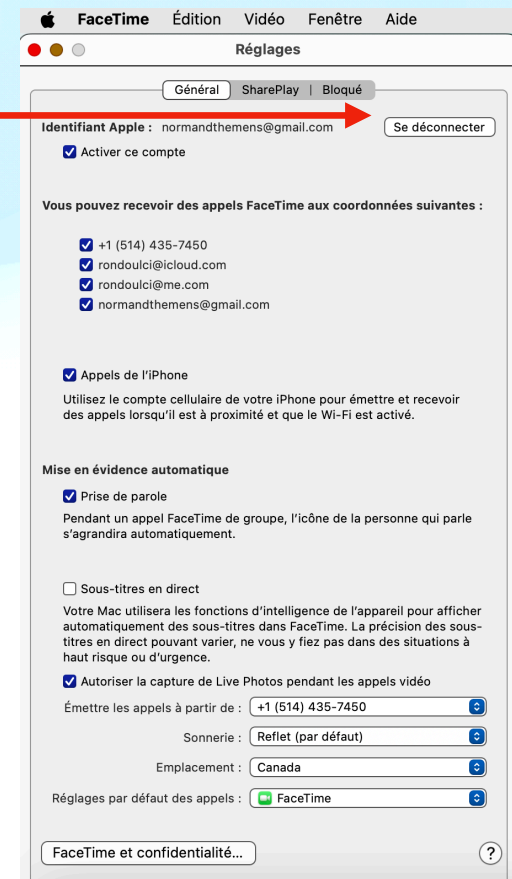 FaceTime Édition Vidéo Fenêtre Aide
Réglages
Général SharePlay | Bloqué
Identifiant Apple : normandthemens@gmail.com Se déconnecter
Activer ce compte
Vous pouvez recevoir des appels FaceTime aux coordonnées suivantes :
+1 (514) 435-7450
rondoulci@icloud.com
rondoulci@me.com
normandthemens@gmail.com
Appels de l'iPhone
Utilisez le compte cellulaire de votre iPhone pour émettre et recevoir
des appels lorsqu'il est à proximité et que le Wi-Fi est activé.
Mise en évidence automatique
Prise de parole
Pendant un appel FaceTime de groupe, l'icône de la personne qui parle
s'agrandira automatiquement.
Sous-titres en direct
Votre Mac utilisera les fonctions d'intelligence de l'appareil pour afficher
automatiquement des sous-titres dans FaceTime. La précision des sous-
titres en direct pouvant varier, ne vous y fiez pas dans des situations à
haut risque ou d'urgence.
Autoriser la capture de Live Photos pendant les appels vidéo
Émettre les appels à partir de : +1 (514) 435-7450
Sonnerie : Reflet (par défaut)
Emplacement : Canada
Réglages par défaut des appels : FaceTime
FaceTime et confidentialité... ?